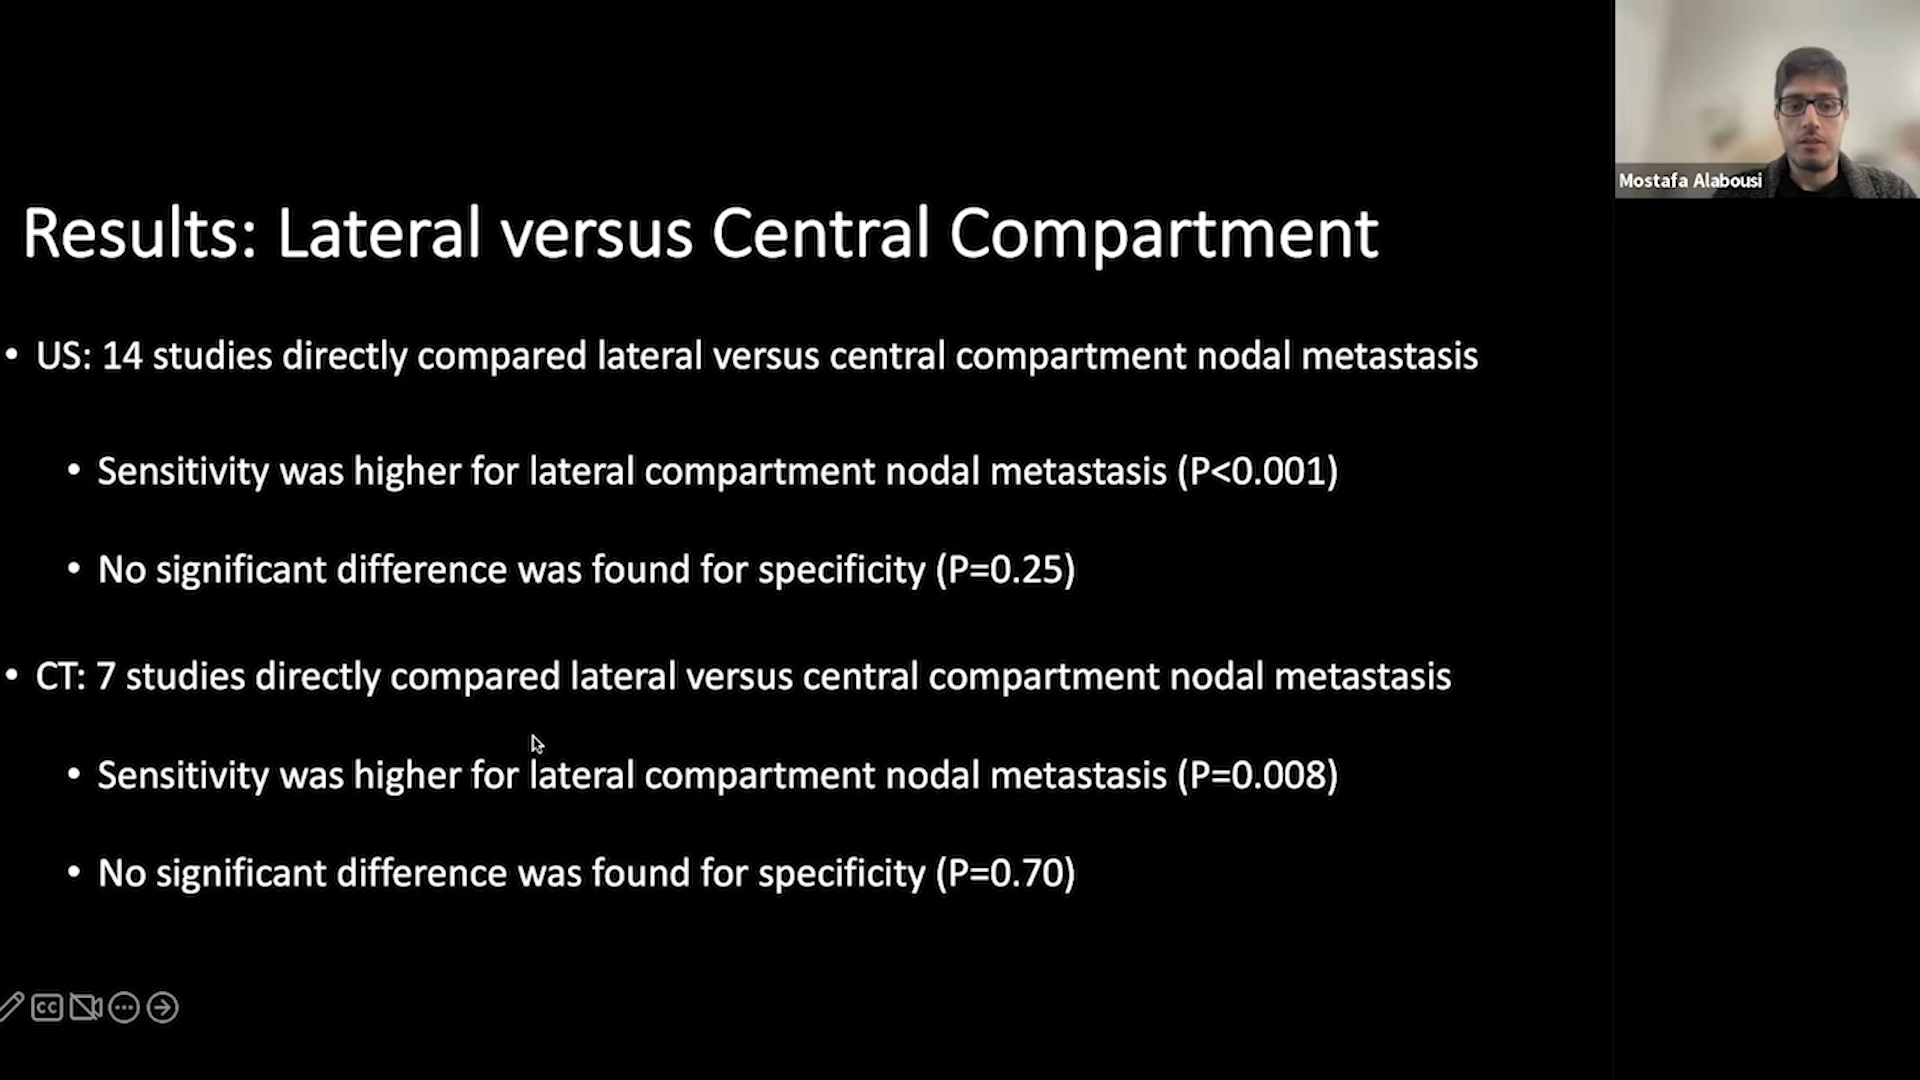 Mostafa Alabousi
Results: Lateral versus Central Compartment
• US: 14 studies directly compared lateral versus central compartment nodal metastasis
• Sensitivity was higher for lateral compartment nodal metastasis (P<0.001)
• No significant difference was found for specificity (P=0.25)
• CT: 7 studies directly compared lateral versus central compartment nodal metastasis
• Sensitivity was higher for lateral compartment nodal metastasis (P=0.008)
• No significant difference was found for specificity (P=0.70)
CC